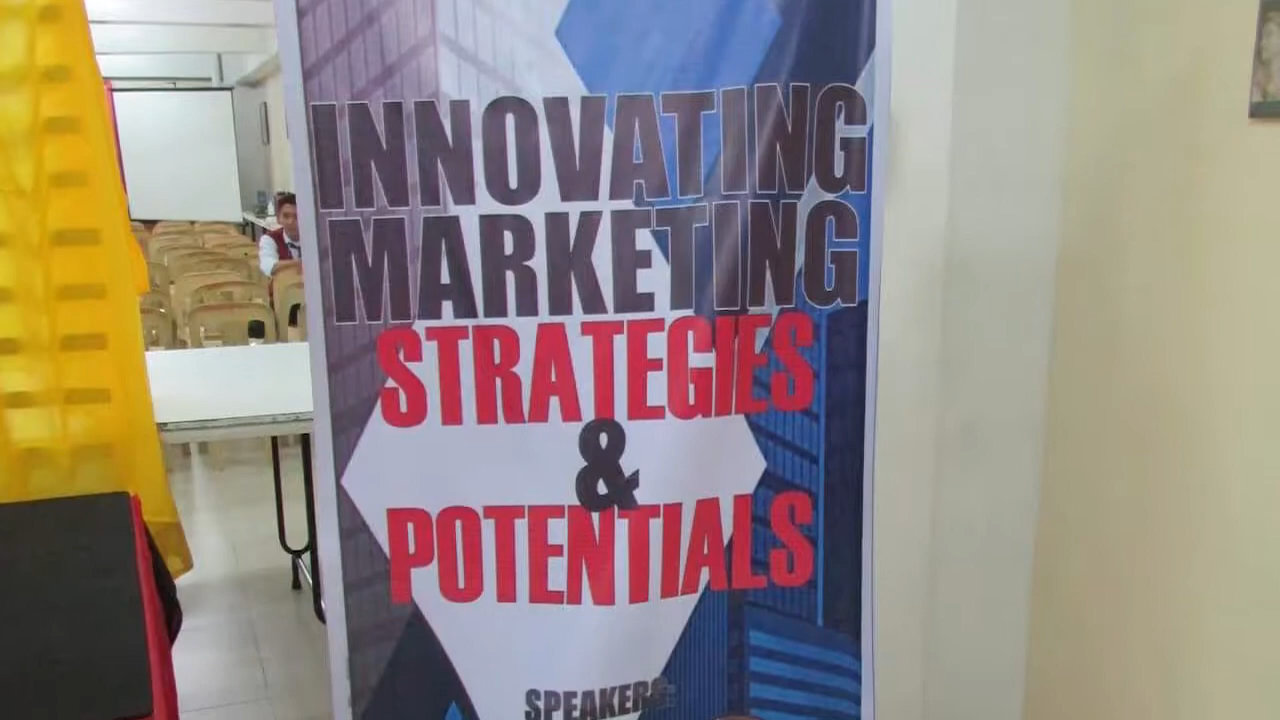 INNOVATING
MARKETING
STRATEGIES
&
POTENTIALS
SPEAKERS: